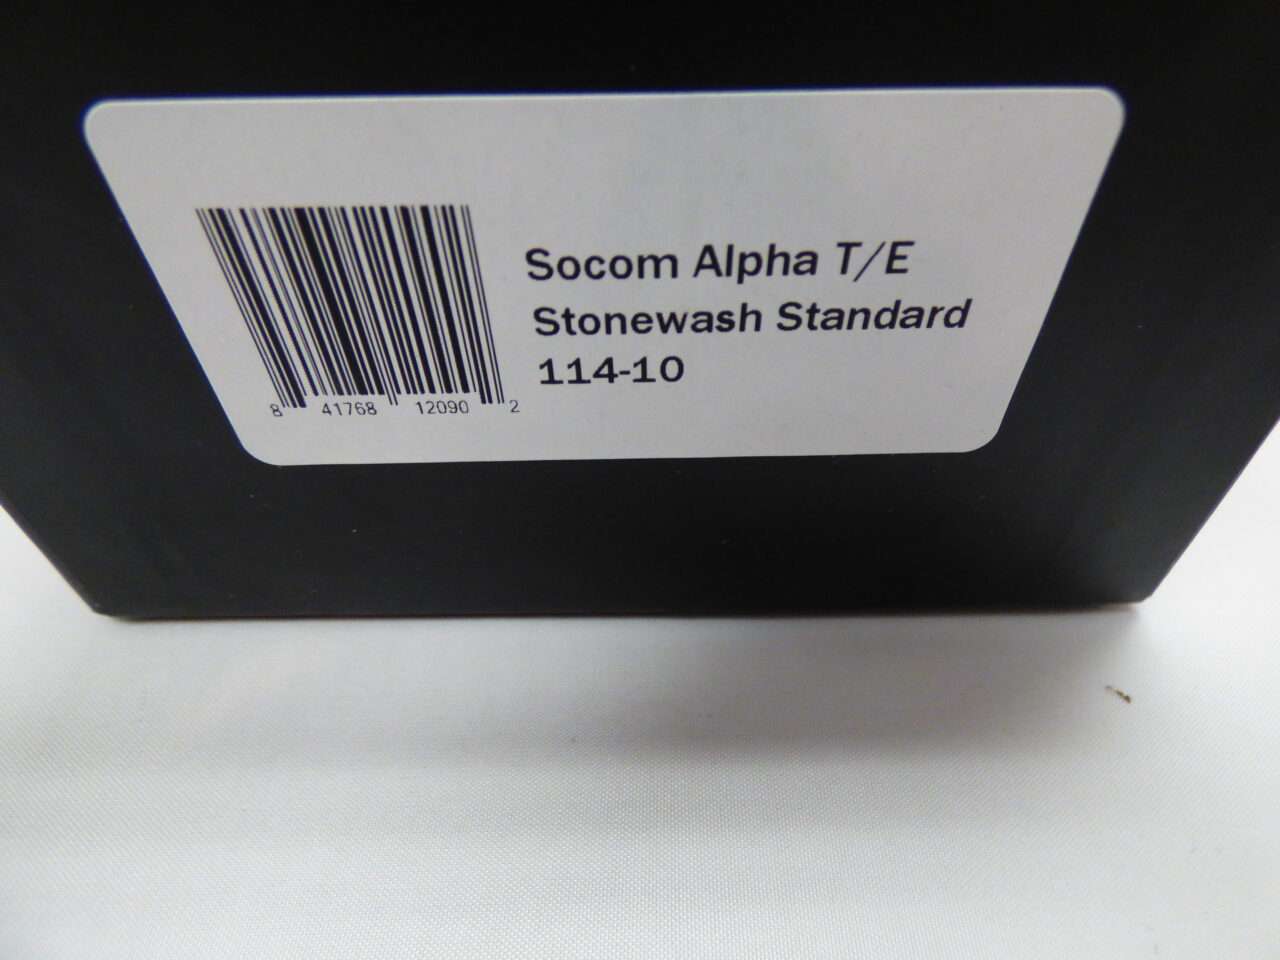 Socom Alpha T/E
Stonewash Standard
114-10
8 41768 12090 2